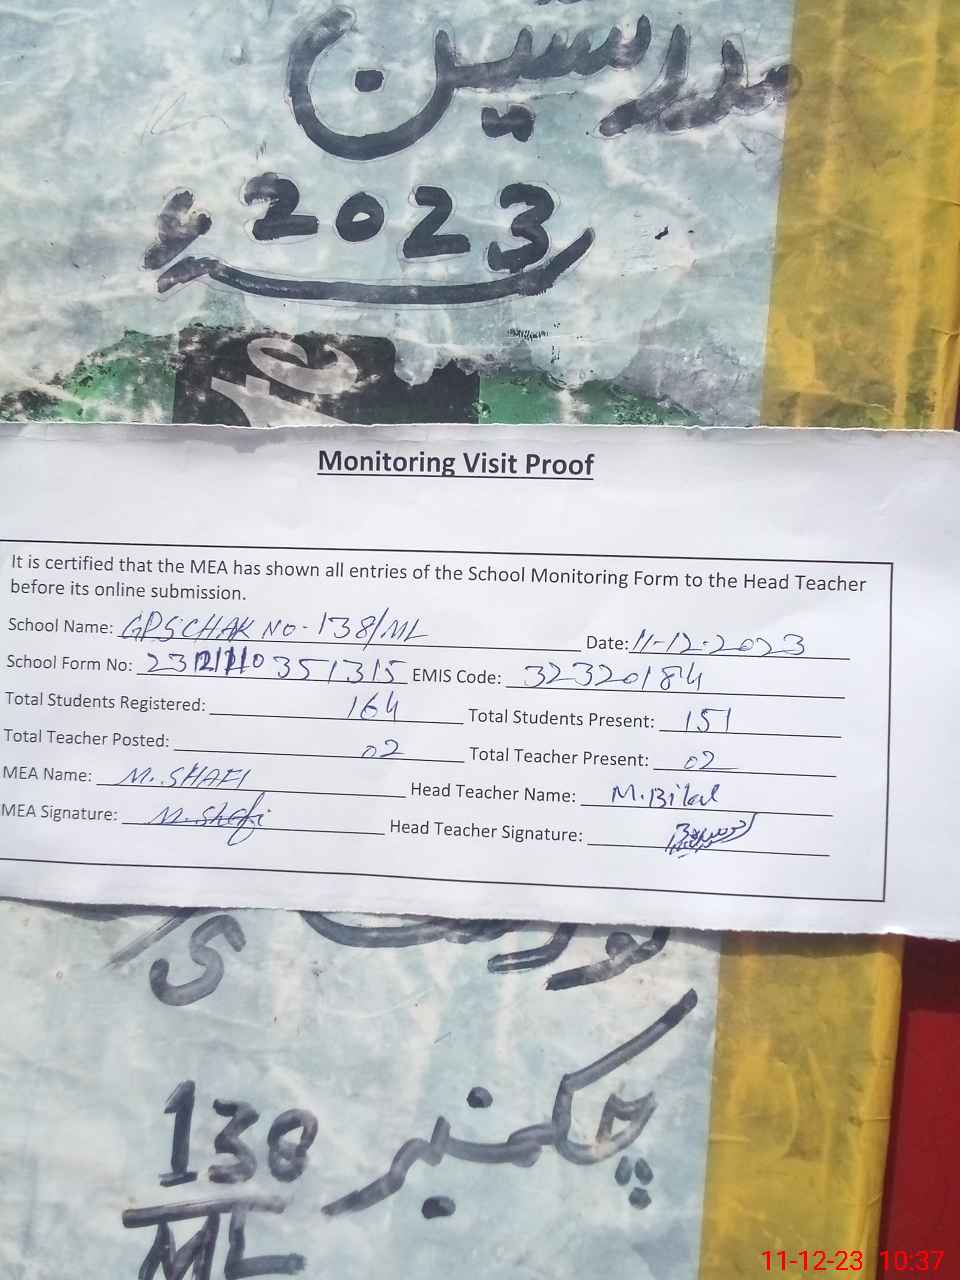 مدرسین
2023ء
Monitoring Visit Proof
It is certified that the MEA has shown all entries of the School Monitoring Form to the Head Teacher
before its online submission.
School Name: GPS CHAK NO-138/ML Date: 11-12-2023
School Form No: EMIS Code: 32320184
Total Students Registered: 164 Total Students Present: 151
Total Teacher Posted: 02 Total Teacher Present: 02
MEA Name: M. SHAFI Head Teacher Name: M. Bilal
MEA Signature: M. Shafi Head Teacher Signature:
چکنمبر 138
ML
11-12-23 10:37